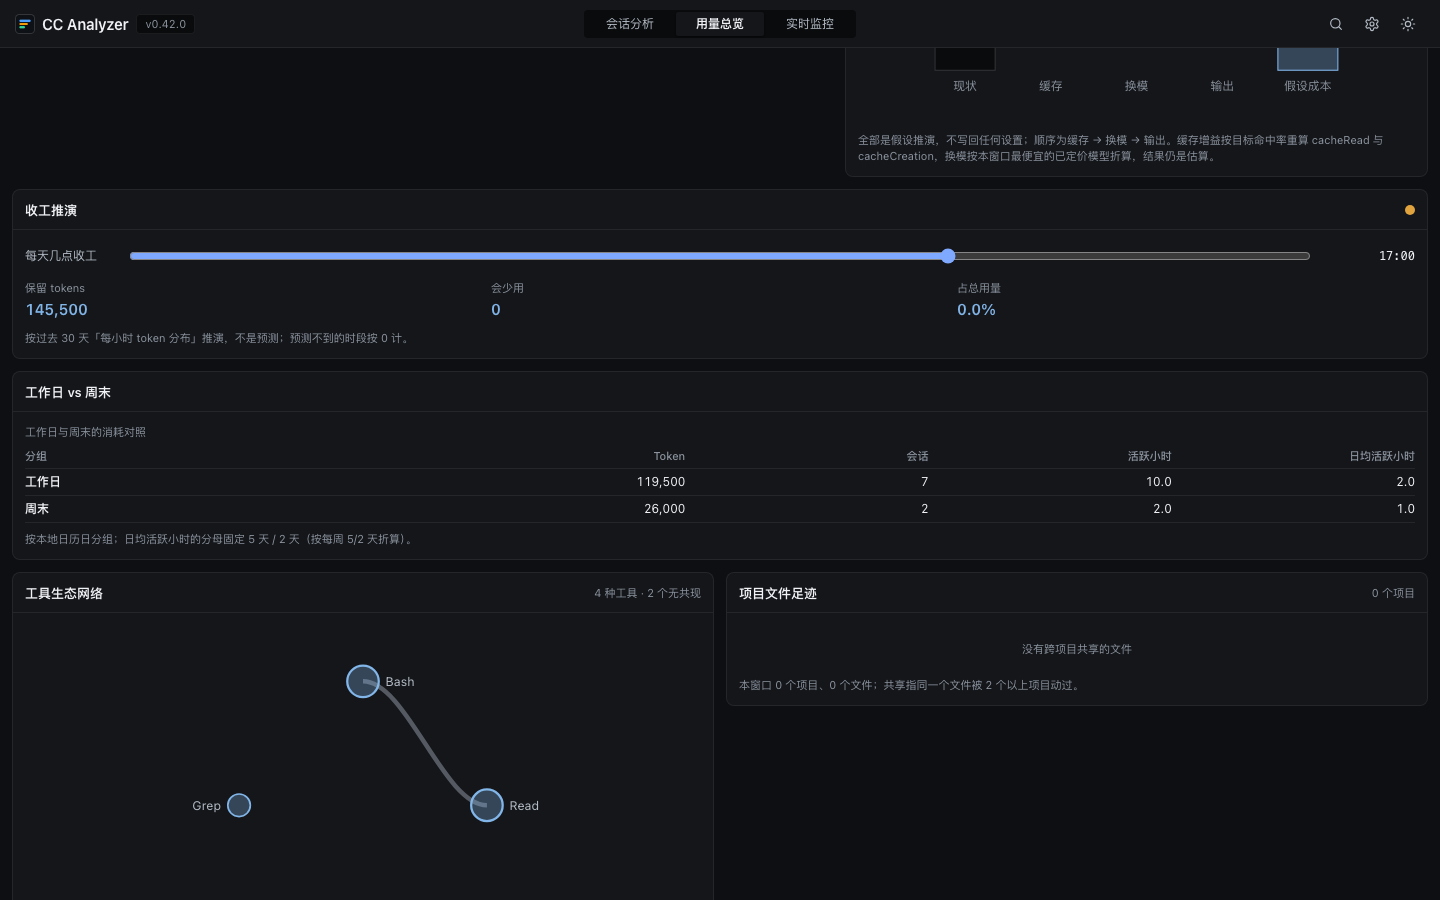 CC Analyzer v0.42.0 会话分析 用量总览 实时监控
现状 缓存 换模 输出 假设成本
全部是假设推演，不写回任何设置；顺序为缓存 → 换模 → 输出。缓存增益按目标命中率重算 cacheRead 与
cacheCreation，换模按本窗口最便宜的已定价模型折算，结果仍是估算。
收工推演
每天几点收工 17:00
保留 tokens 会少用 占总用量
145,500 0 0.0%
按过去 30 天「每小时 token 分布」推演，不是预测；预测不到的时段按 0 计。
工作日 vs 周末
工作日与周末的消耗对照
分组 Token 会话 活跃小时 日均活跃小时
工作日 119,500 7 10.0 2.0
周末 26,000 2 2.0 1.0
按本地日历日分组；日均活跃小时的分母固定 5 天 / 2 天（按每周 5/2 天折算）。
工具生态网络 4 种工具 · 2 个无共现
Bash
Grep
Read
项目文件足迹 0 个项目
没有跨项目共享的文件
本窗口 0 个项目、0 个文件；共享指同一个文件被 2 个以上项目动过。